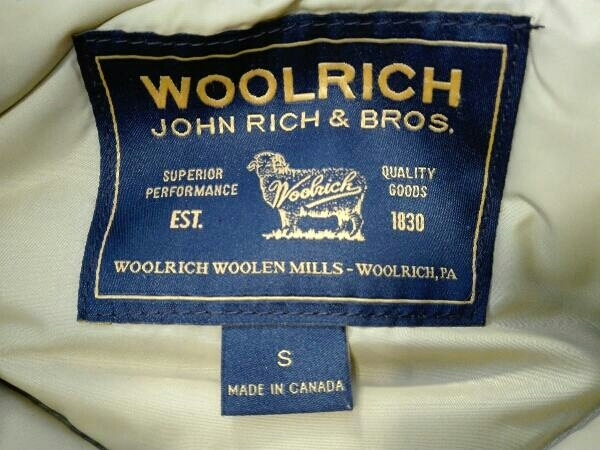 WOOLRICH
JOHN RICH & BROS.
SUPERIOR
PERFORMANCE
EST.
Woolrich
QUALITY
GOODS
1830
WOOLRICH WOOLEN MILLS - WOOLRICH, PA
S
MADE IN CANADA